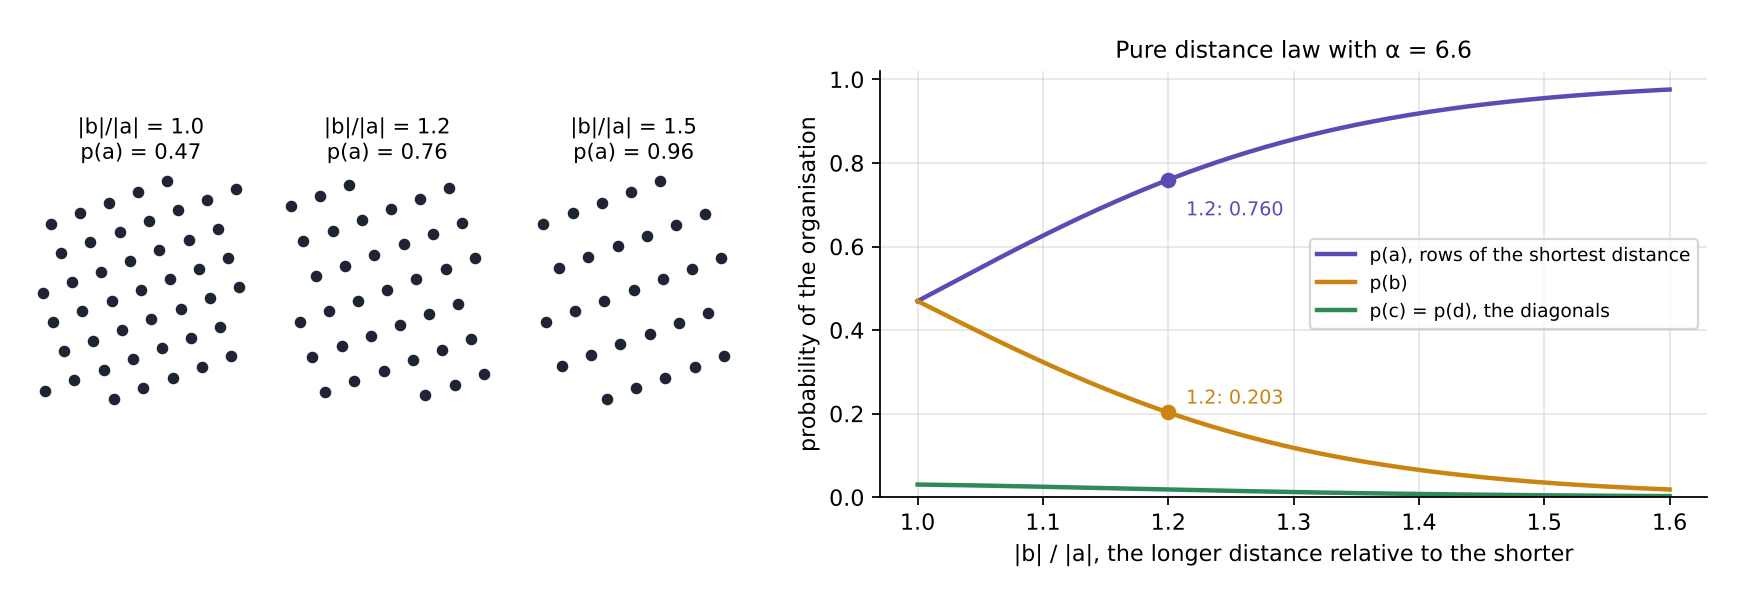 |b|/|a| = 1.0
p(a) = 0.47
|b|/|a| = 1.2
p(a) = 0.76
|b|/|a| = 1.5
p(a) = 0.96
Pure distance law with α = 6.6
probability of the organisation
1.0
0.8
0.6
0.4
0.2
0.0
1.2: 0.760
1.2: 0.203
p(a), rows of the shortest distance
p(b)
p(c) = p(d), the diagonals
1.0
1.1
1.2
1.3
1.4
1.5
1.6
|b| / |a|, the longer distance relative to the shorter